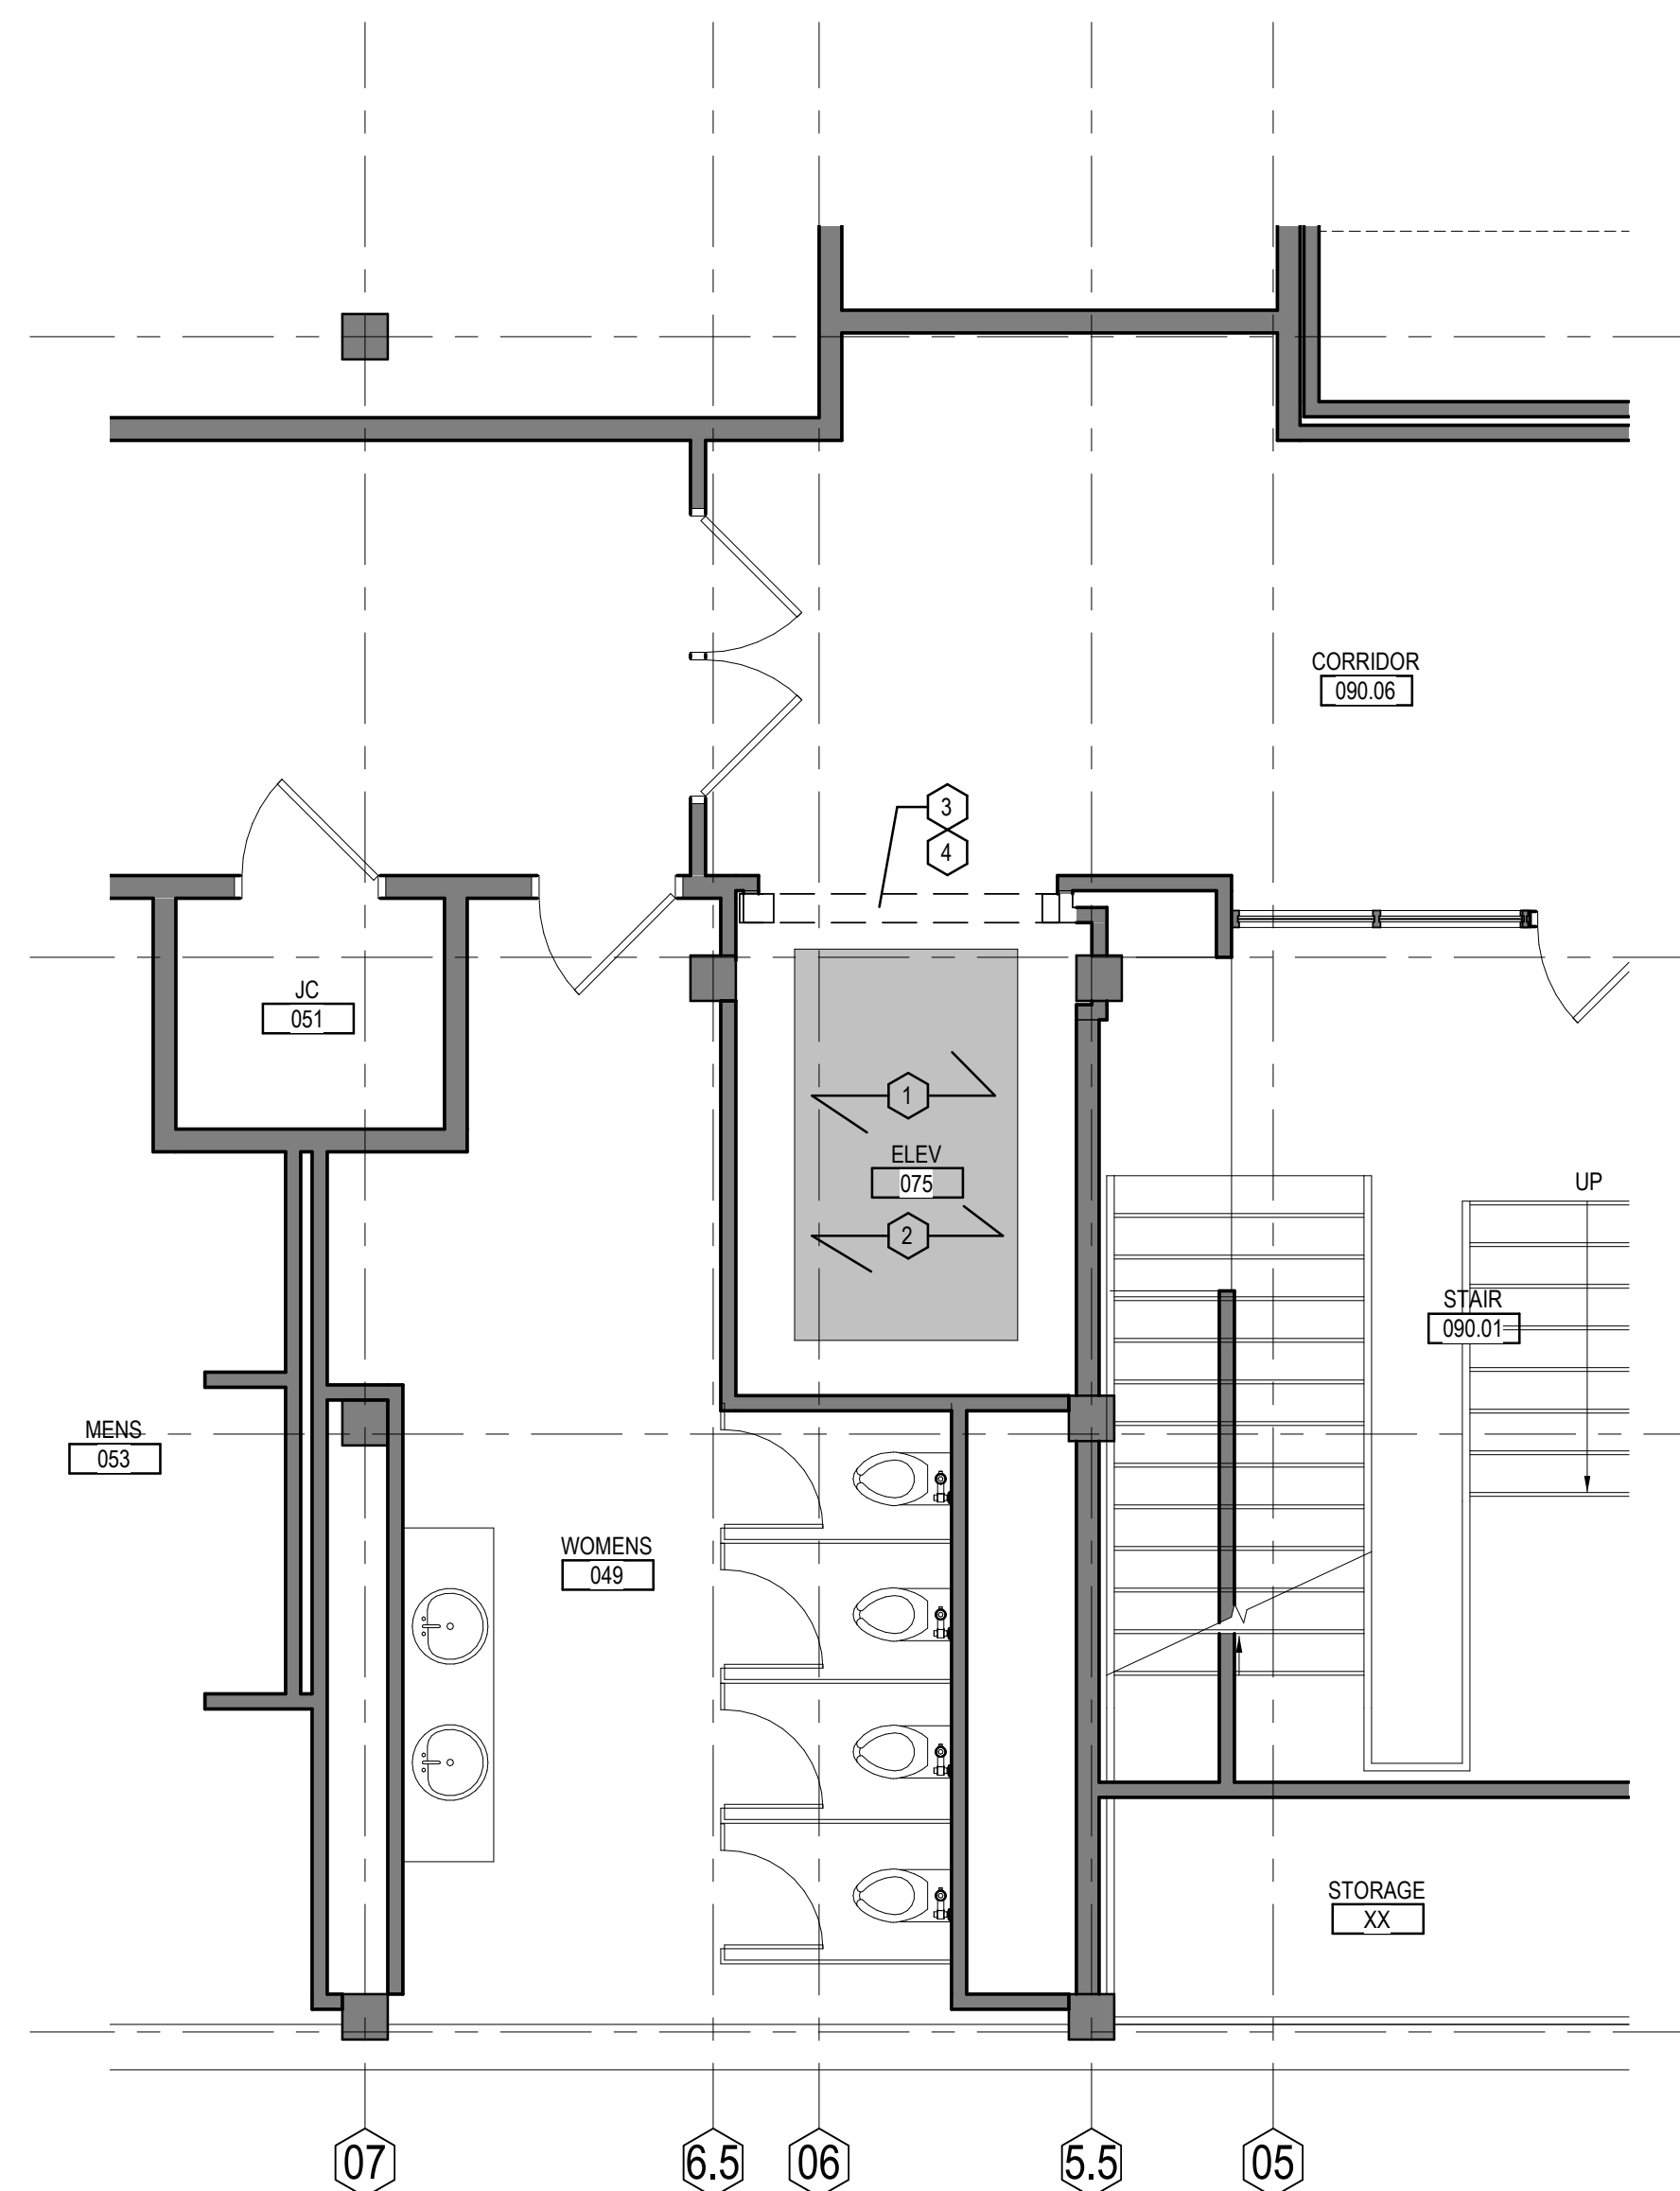 CORRIDOR
090.06
3
4
JC
051
1
ELEV
075
UP
2
STAIR
090.01
MENS
053
WOMENS
049
STORAGE
XX
07
6.5
06
5.5
05